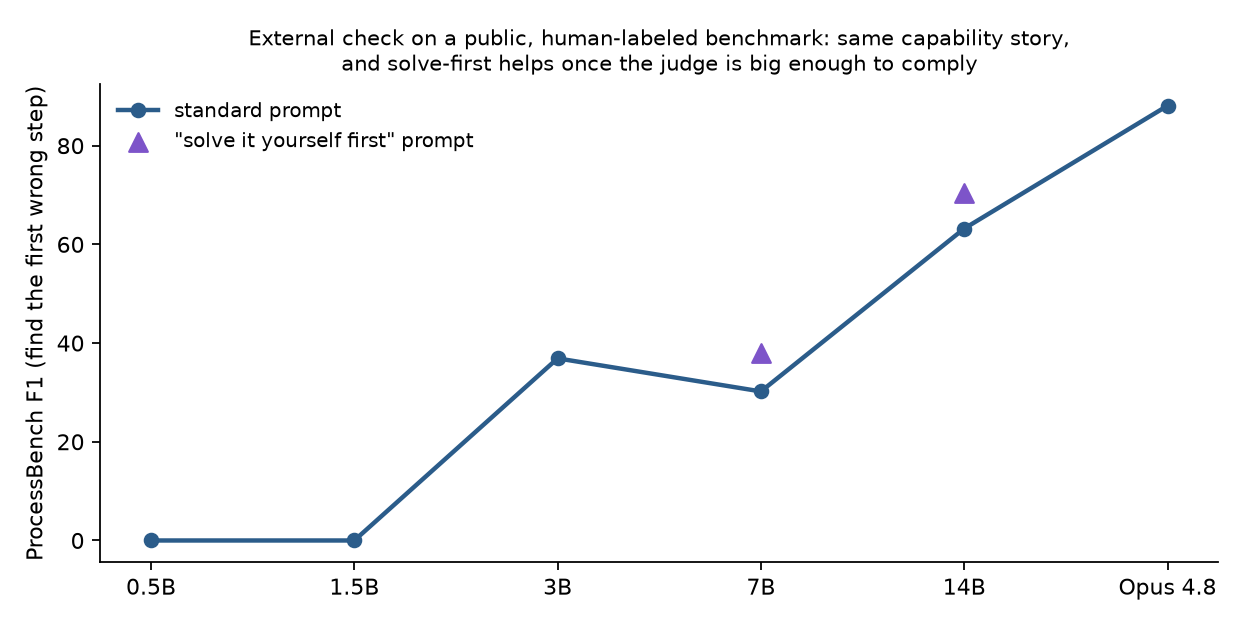 External check on a public, human-labeled benchmark: same capability story,
and solve-first helps once the judge is big enough to comply
standard prompt
"solve it yourself first" prompt
ProcessBench F1 (find the first wrong step)
80
60
40
20
0
0.5B
1.5B
3B
7B
14B
Opus 4.8